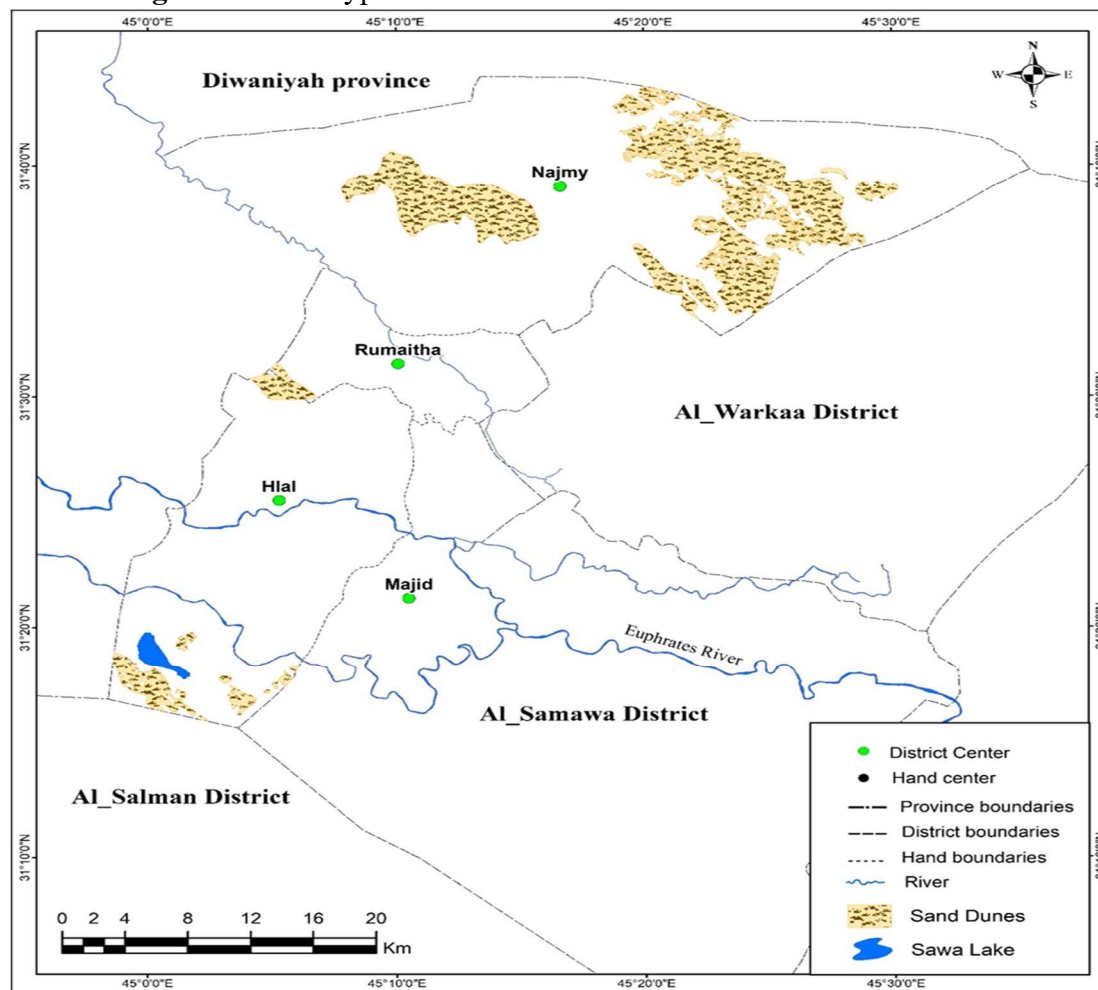 45°0'0"E 45°10'0"E 45°20'0"E 45°30'0"E
N
W E
S
Diwaniyah province
31°40'0"N
Najmy
Rumaitha
31°30'0"N
Al_Warkaa District
Hlal
Majid
31°20'0"N
Euphrates River
Al_Samawa District
Al_Salman District
31°10'0"N
District Center
Hand center
Province boundaries
District boundaries
Hand boundaries
River
Sand Dunes
Sawa Lake
0 2 4 8 12 16 20
Km
45°0'0"E 45°10'0"E 45°20'0"E 45°30'0"E